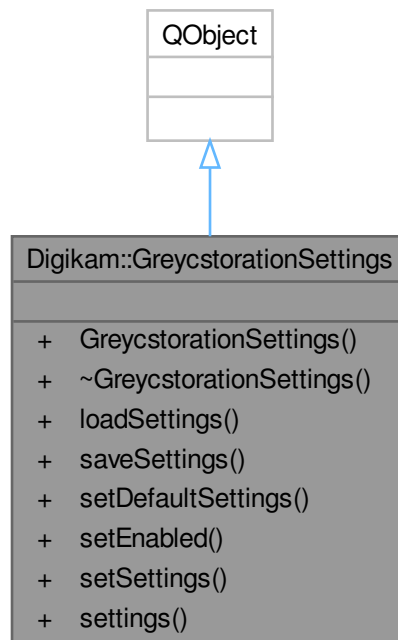 QObject
Digikam::GreycstorationSettings
+ GreycstorationSettings()
+ ~GreycstorationSettings()
+ loadSettings()
+ saveSettings()
+ setDefaultSettings()
+ setEnabled()
+ setSettings()
+ settings()